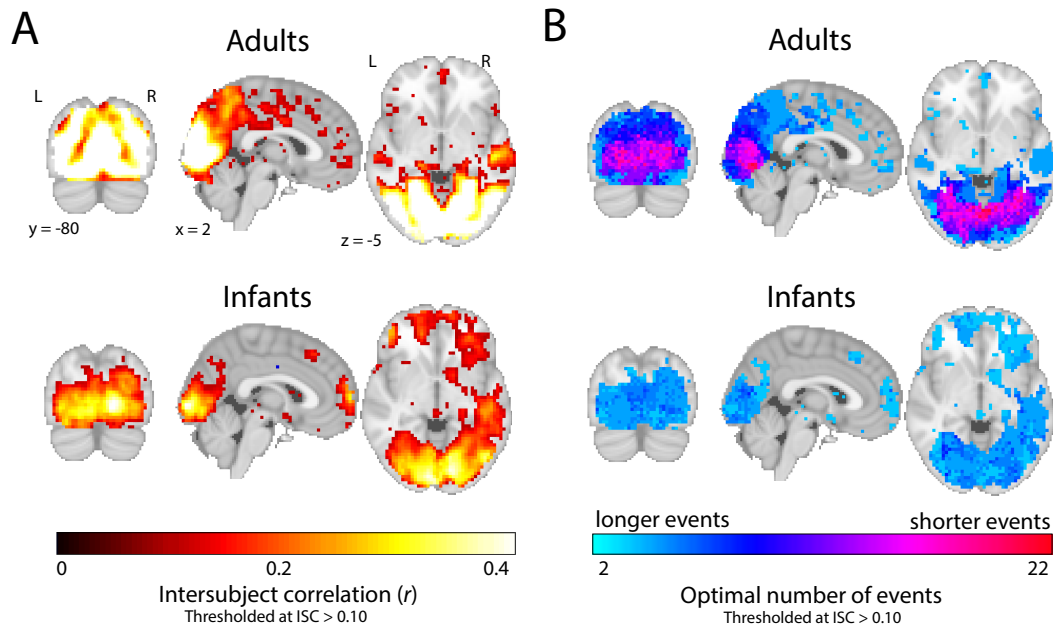 A
Adults
L
R
L
R
y = -80
x = 2
z = -5
Infants
0
0.2
0.4
Intersubject correlation (r)
Thresholded at ISC > 0.10
B
Adults
L
R
Infants
longer events
shorter events
2
22
Optimal number of events
Thresholded at ISC > 0.10